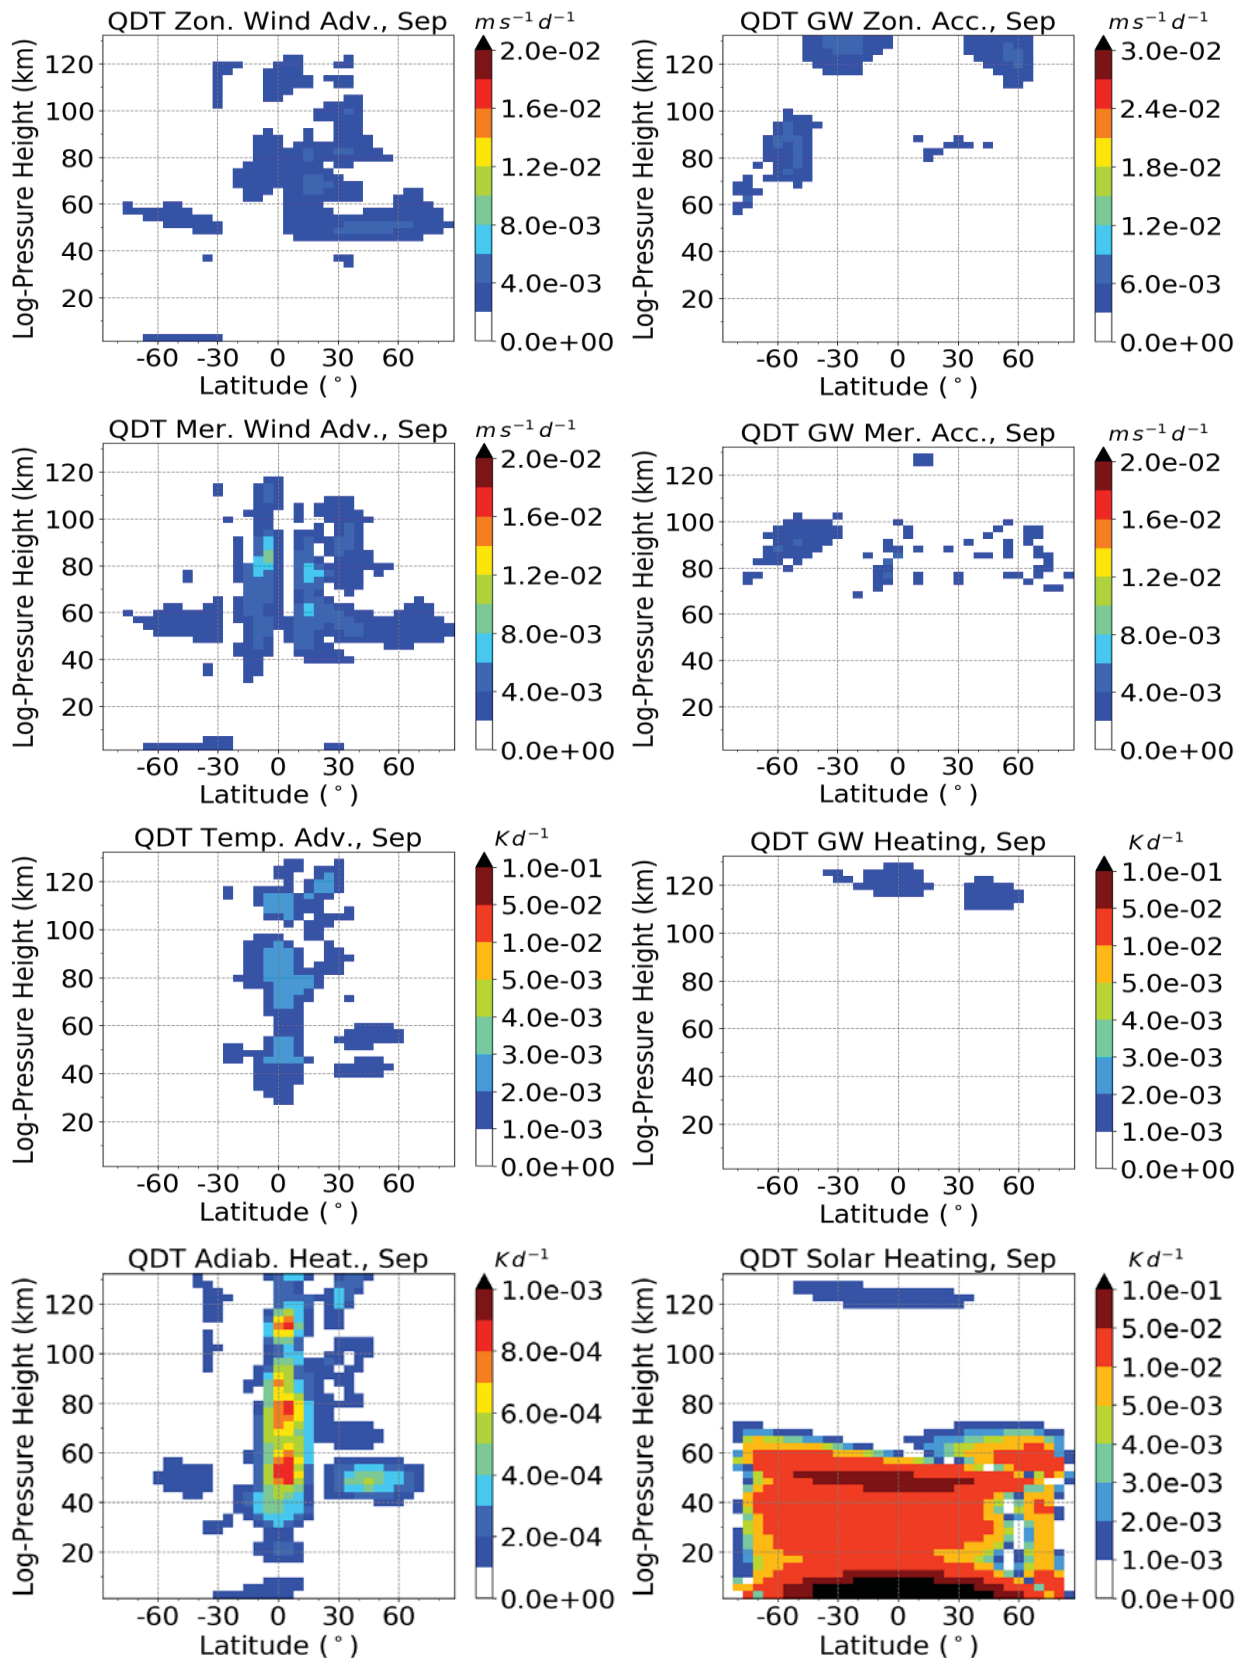 QDT Zon. Wind Adv., Sep
m s⁻¹ d⁻¹
Log-Pressure Height (km)
120
100
80
60
40
20
-60 -30 0 30 60
Latitude (°)
2.0e-02
1.6e-02
1.2e-02
8.0e-03
4.0e-03
0.0e+00
QDT GW Zon. Acc., Sep
m s⁻¹ d⁻¹
Log-Pressure Height (km)
120
100
80
60
40
20
-60 -30 0 30 60
Latitude (°)
3.0e-02
2.4e-02
1.8e-02
1.2e-02
6.0e-03
0.0e+00
QDT Mer. Wind Adv., Sep
m s⁻¹ d⁻¹
Log-Pressure Height (km)
120
100
80
60
40
20
-60 -30 0 30 60
Latitude (°)
2.0e-02
1.6e-02
1.2e-02
8.0e-03
4.0e-03
0.0e+00
QDT GW Mer. Acc., Sep
m s⁻¹ d⁻¹
Log-Pressure Height (km)
120
100
80
60
40
20
-60 -30 0 30 60
Latitude (°)
2.0e-02
1.6e-02
1.2e-02
8.0e-03
4.0e-03
0.0e+00
QDT Temp. Adv., Sep
K d⁻¹
Log-Pressure Height (km)
120
100
80
60
40
20
-60 -30 0 30 60
Latitude (°)
1.0e-01
5.0e-02
1.0e-02
5.0e-03
4.0e-03
3.0e-03
2.0e-03
1.0e-03
0.0e+00
QDT GW Heating, Sep
K d⁻¹
Log-Pressure Height (km)
120
100
80
60
40
20
-60 -30 0 30 60
Latitude (°)
1.0e-01
5.0e-02
1.0e-02
5.0e-03
4.0e-03
3.0e-03
2.0e-03
1.0e-03
0.0e+00
QDT Adiab. Heat., Sep
K d⁻¹
Log-Pressure Height (km)
120
100
80
60
40
20
-60 -30 0 30 60
Latitude (°)
1.0e-03
8.0e-04
6.0e-04
4.0e-04
2.0e-04
0.0e+00
QDT Solar Heating, Sep
K d⁻¹
Log-Pressure Height (km)
120
100
80
60
40
20
-60 -30 0 30 60
Latitude (°)
1.0e-01
5.0e-02
1.0e-02
5.0e-03
4.0e-03
3.0e-03
2.0e-03
1.0e-03
0.0e+00